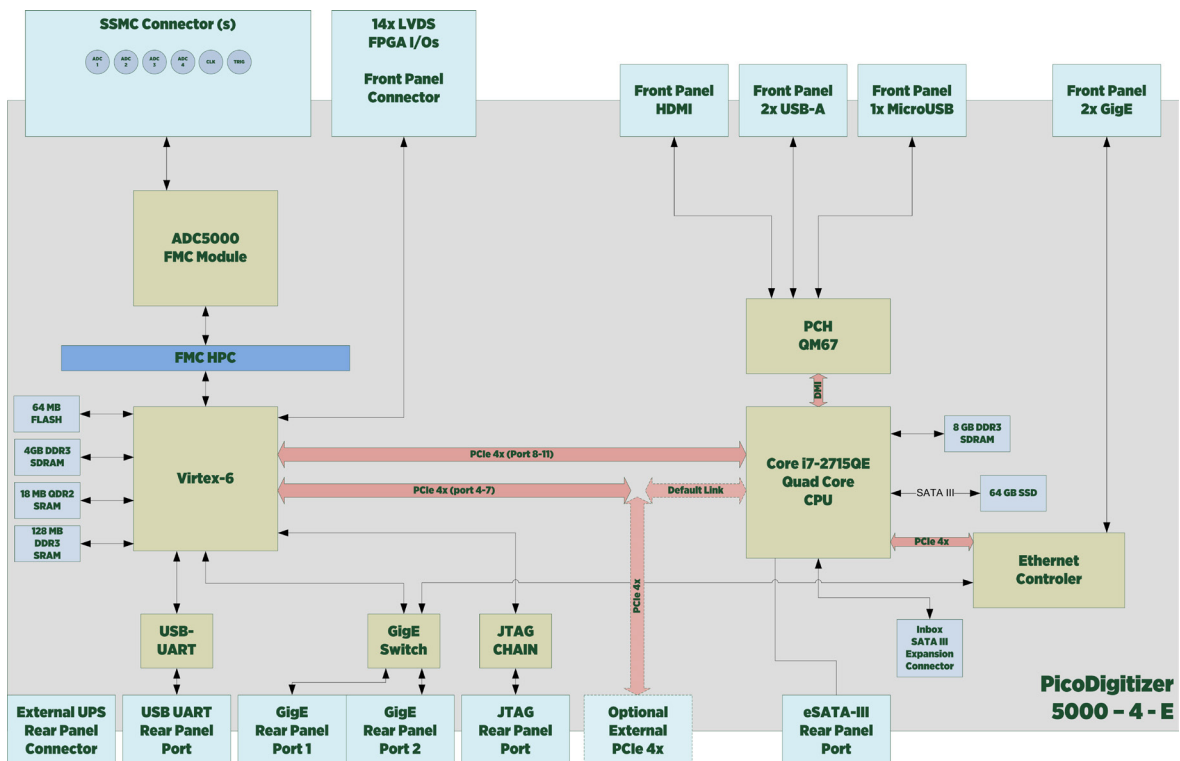 SSMC Connector (s)
ADC
1
ADC
2
ADC
3
ADC
4
CLK
TRIG
14x LVDS
FPGA I/Os
Front Panel
Connector
Front Panel
HDMI
Front Panel
2x USB-A
Front Panel
1x MicroUSB
Front Panel
2x GigE
ADC5000
FMC Module
FMC HPC
PCH
QM67
DMI
64 MB
FLASH
4GB DDR3
SDRAM
18 MB QDR2
SRAM
128 MB
DDR3
SRAM
Virtex-6
PCIe 4x (Port 8-11)
PCIe 4x (port 4-7)
Default Link
PCIe 4x
Core i7-2715QE
Quad Core
CPU
8 GB DDR3
SDRAM
SATA III
64 GB SSD
PCIe 4x
Ethernet
Controler
USB-
UART
GigE
Switch
JTAG
CHAIN
Inbox
SATA III
Expansion
Connector
PicoDigitizer
5000 - 4 - E
External UPS
Rear Panel
Connector
USB UART
Rear Panel
Port
GigE
Rear Panel
Port 1
GigE
Rear Panel
Port 2
JTAG
Rear Panel
Port
Optional
External
PCIe 4x
eSATA-III
Rear Panel
Port